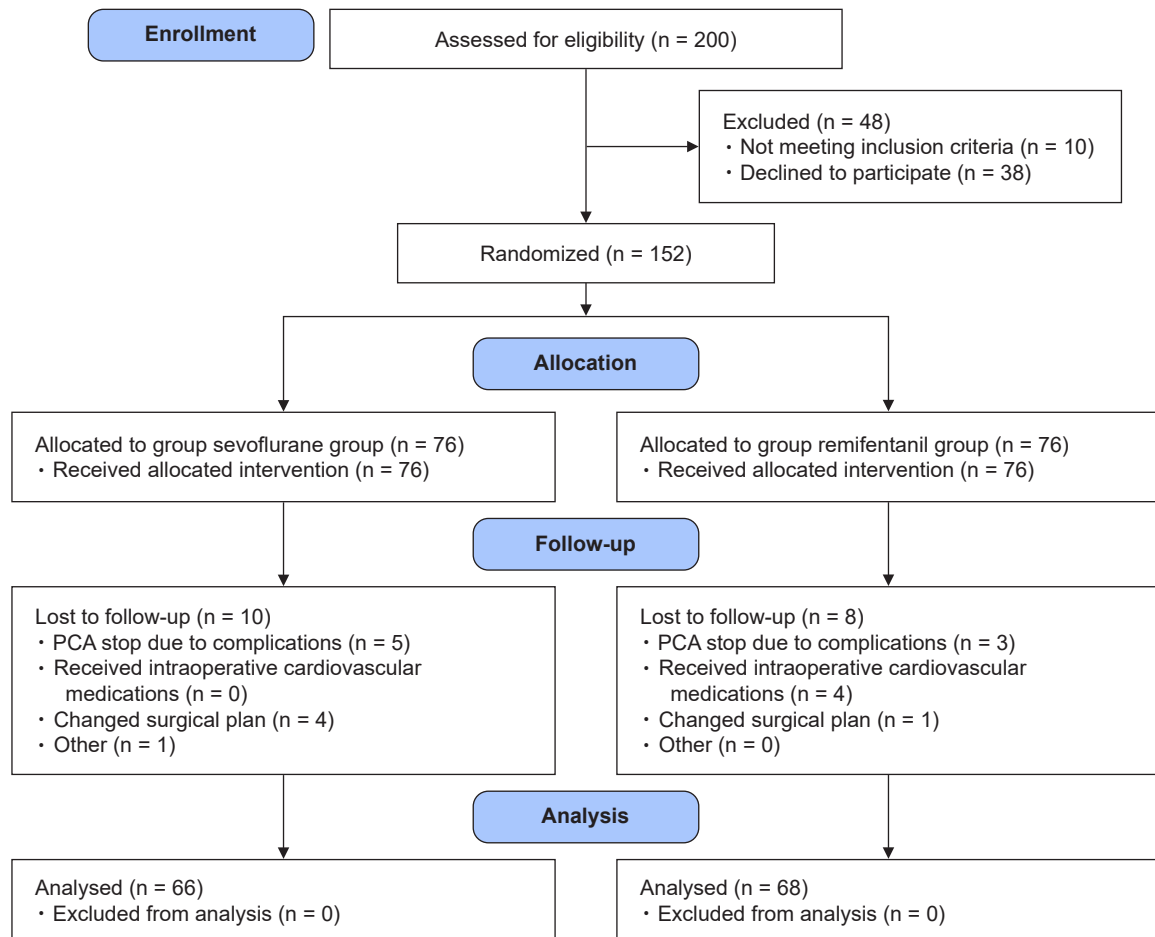 Enrollment
Assessed for eligibility (n = 200)
Excluded (n = 48)
・Not meeting inclusion criteria (n = 10)
・Declined to participate (n = 38)
Randomized (n = 152)
Allocation
Allocated to group sevoflurane group (n = 76)
・Received allocated intervention (n = 76)
Allocated to group remifentanil group (n = 76)
・Received allocated intervention (n = 76)
Follow-up
Lost to follow-up (n = 10)
・PCA stop due to complications (n = 5)
・Received intraoperative cardiovascular
medications (n = 0)
・Changed surgical plan (n = 4)
・Other (n = 1)
Lost to follow-up (n = 8)
・PCA stop due to complications (n = 3)
・Received intraoperative cardiovascular
medications (n = 4)
・Changed surgical plan (n = 1)
・Other (n = 0)
Analysis
Analysed (n = 66)
・Excluded from analysis (n = 0)
Analysed (n = 68)
・Excluded from analysis (n = 0)